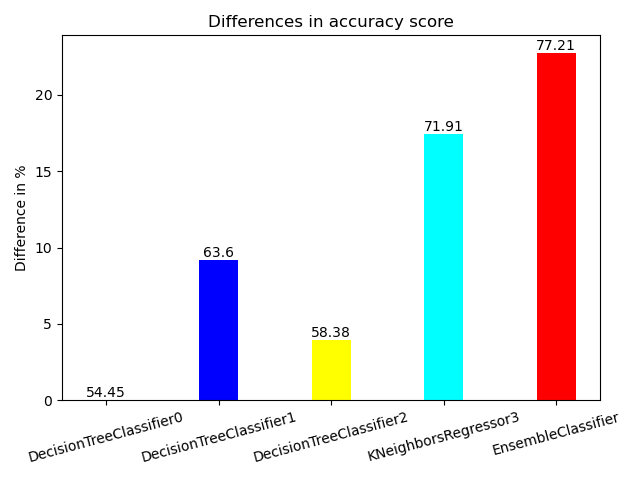 Differences in accuracy score
77.21
20
71.91
15
Difference in %
10
63.6
5
58.38
54.45
0
DecisionTreeClassifier0
DecisionTreeClassifier1
DecisionTreeClassifier2
KNeighborsRegressor3
EnsembleClassifier